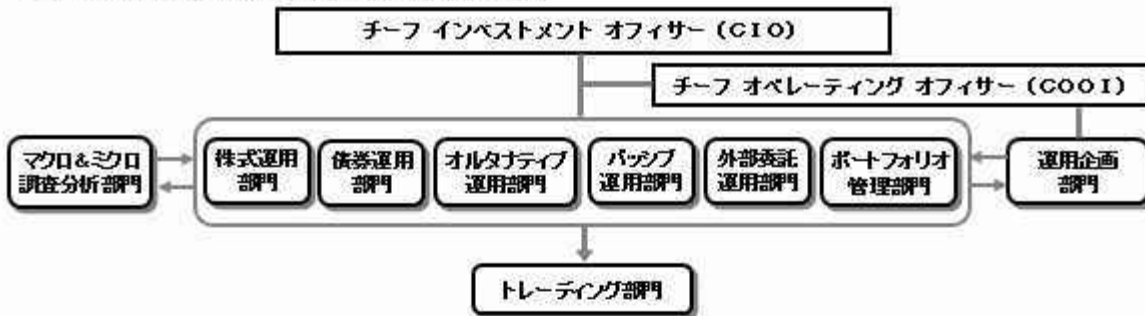 チーフ インベストメント オフィサー (CIO)
チーフ オペレーティング オフィサー (COOI)
マクロ&ミクロ
調査分析部門
株式運用
部門
債券運用
部門
オルタナティブ
運用部門
パッシブ
運用部門
外部委託
運用部門
ポートフォリオ
管理部門
運用企画
部門
トレーディング部門